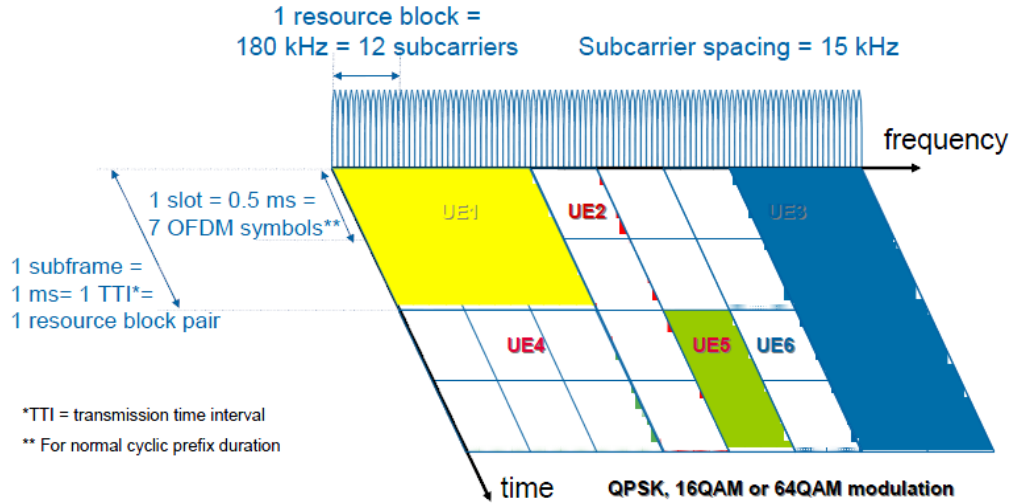 1 resource block =
180 kHz = 12 subcarriers
Subcarrier spacing = 15 kHz
frequency
1 slot = 0.5 ms =
7 OFDM symbols**
UE1
UE2
UE3
1 subframe =
1 ms= 1 TTI*=
1 resource block pair
UE4
UE5
UE6
*TTI = transmission time interval
** For normal cyclic prefix duration
time
QPSK, 16QAM or 64QAM modulation